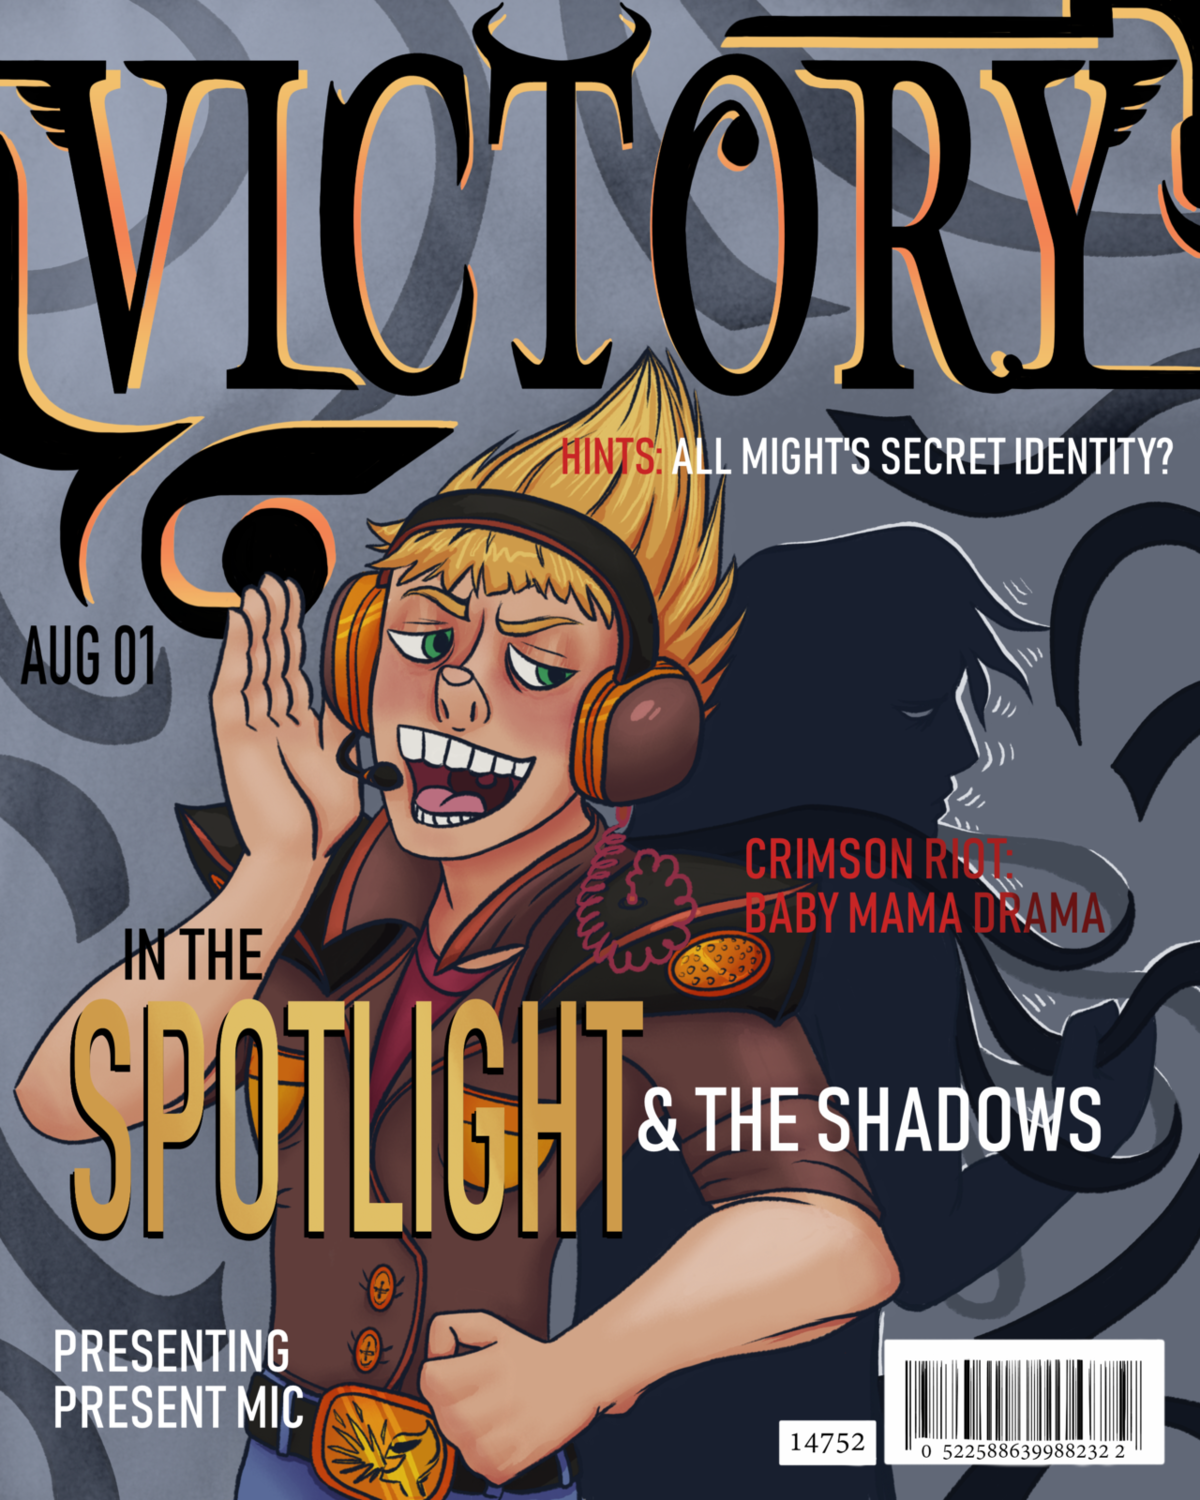 VICTORY
HINTS: ALL MIGHT'S SECRET IDENTITY?
AUG 01
CRIMSON RIOT:
BABY MAMA DRAMA
IN THE
SPOTLIGHT
& THE SHADOWS
PRESENTING
PRESENT MIC
14752
0 522588639988232 2